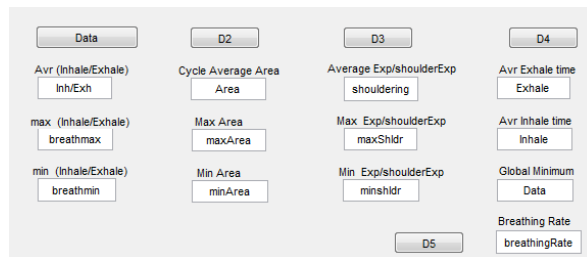 Data
D2
D3
D4
Avr (Inhale/Exhale)
Cycle Average Area
Average Exp/shoulderExp
Avr Exhale time
Inh/Exh
Area
shouldering
Exhale
max (Inhale/Exhale)
Max Area
Max Exp/shoulderExp
Avr Inhale time
breathmax
maxArea
maxShldr
Inhale
min (Inhale/Exhale)
Min Area
Min Exp/shoulderExp
Global Minimum
breathmin
minArea
minshldr
Data
Breathing Rate
D5
breathingRate